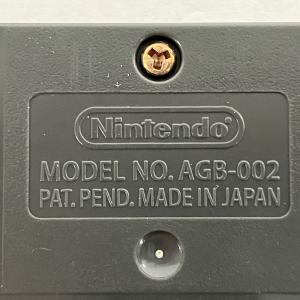 Nintendo
MODEL NO. AGB-002
PAT. PEND. MADE IN JAPAN